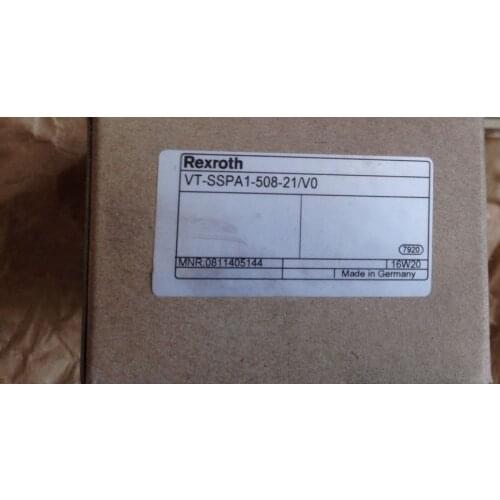 Rexroth
VT-SSPA1-508-21/V0
7920
MNR.0811405144 16W20
Made in Germany